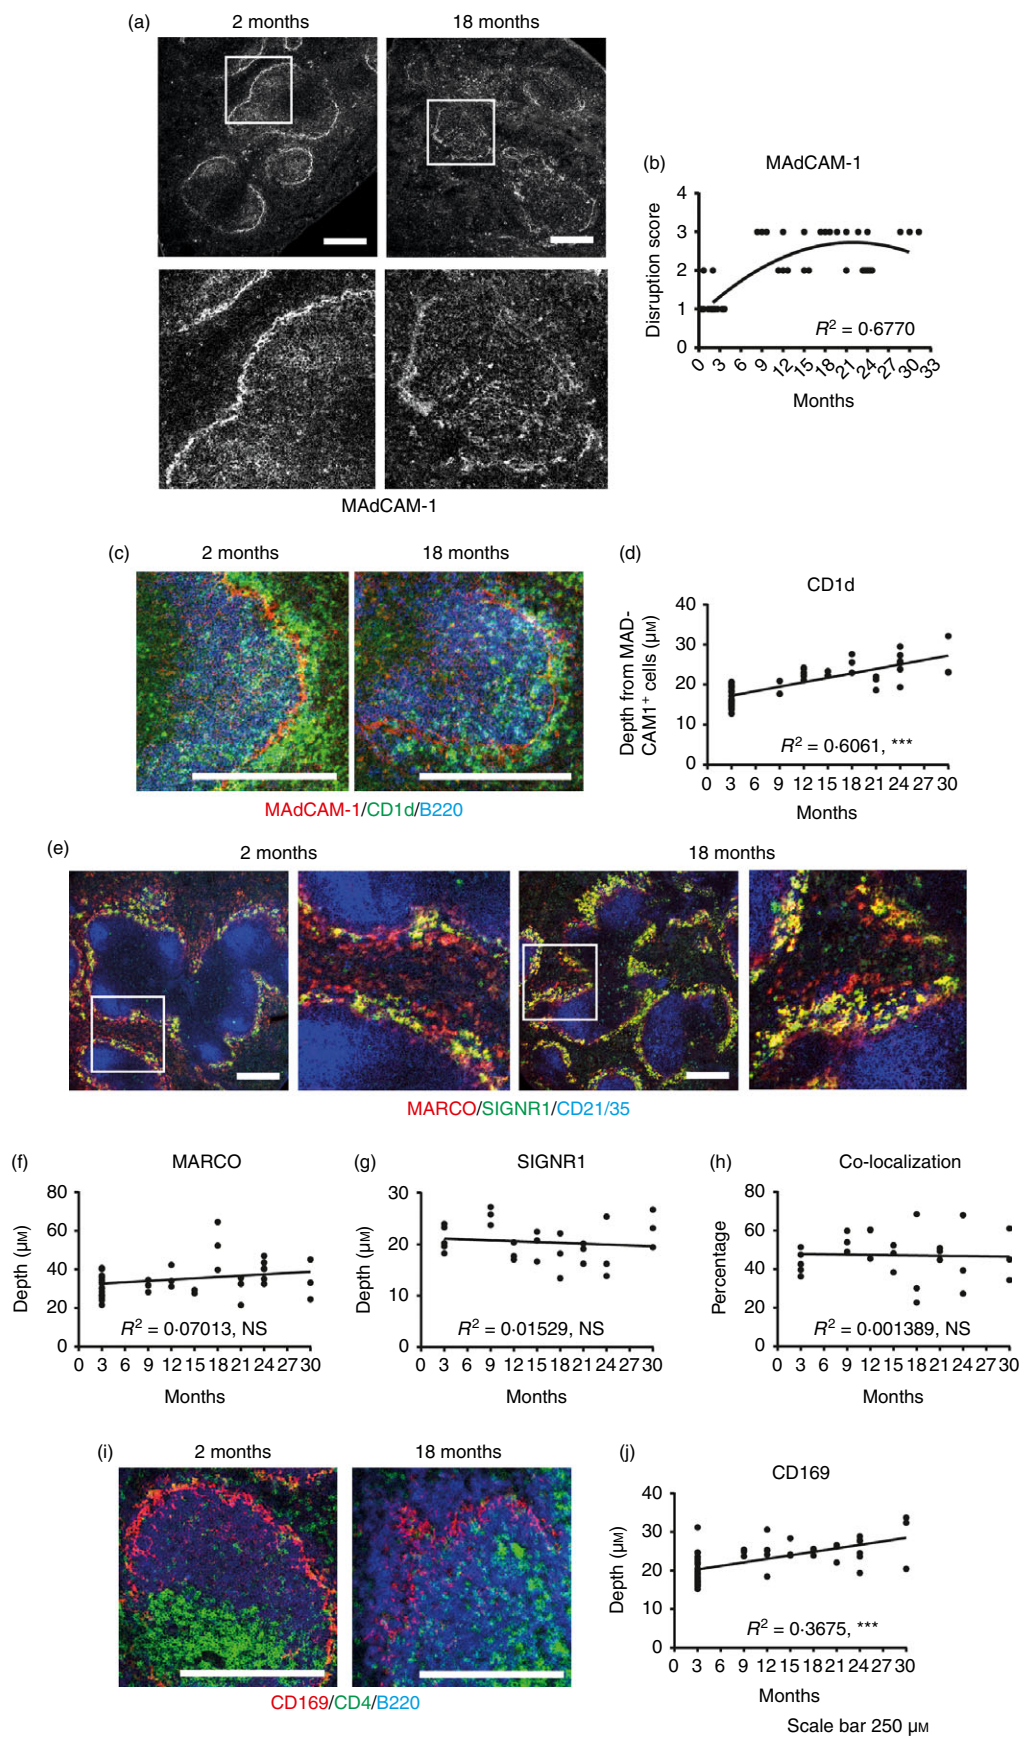 (a)
2 months
18 months
MAdCAM-1
(b)
MAdCAM-1
Disruption score
4
3
2
1
0
R² = 0·6770
0 3 6 9 12 15 18 21 24 27 30 33
Months
(c)
2 months
18 months
MAdCAM-1/CD1d/B220
(d)
CD1d
Depth from MAD-
CAM1⁺ cells (μM)
40
30
20
10
0
R² = 0·6061, ***
0 3 6 9 12 15 18 21 24 27 30
Months
(e)
2 months
18 months
MARCO/SIGNR1/CD21/35
(f)
MARCO
Depth (μM)
80
60
40
20
0
R² = 0·07013, NS
0 3 6 9 12 15 18 21 24 27 30
Months
(g)
SIGNR1
Depth (μM)
30
20
10
0
R² = 0·01529, NS
0 3 6 9 12 15 18 21 24 27 30
Months
(h)
Co-localization
Percentage
80
60
40
20
0
R² = 0·001389, NS
0 3 6 9 12 15 18 21 24 27 30
Months
(i)
2 months
18 months
CD169/CD4/B220
(j)
CD169
Depth (μM)
40
30
20
10
0
R² = 0·3675, ***
0 3 6 9 12 15 18 21 24 27 30
Months
Scale bar 250 μM